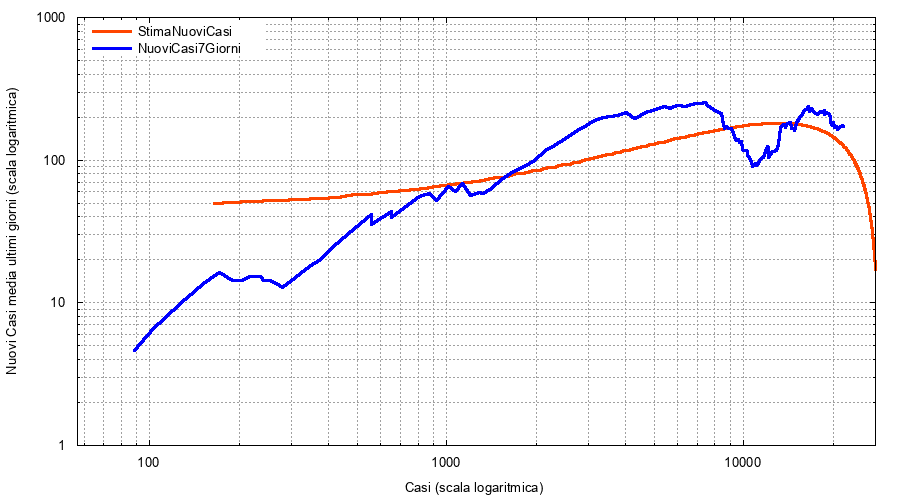 1000
StimaNuoviCasi
NuoviCasi7Giorni
100
10
1
Nuovi Casi media ultimi giorni (scala logaritmica)
100
1000
10000
Casi (scala logaritmica)